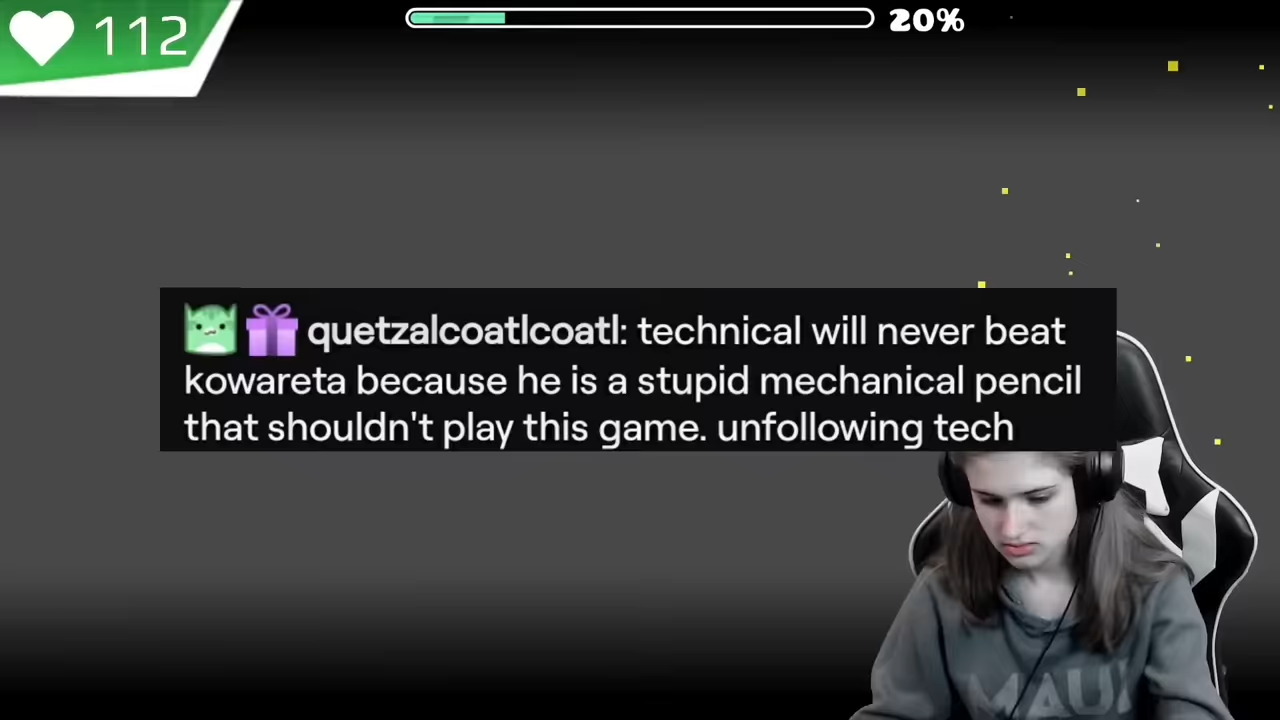 112
20%
quetzalcoatlcoatl: technical will never beat
kowareta because he is a stupid mechanical pencil
that shouldn't play this game. unfollowing tech
MAUI